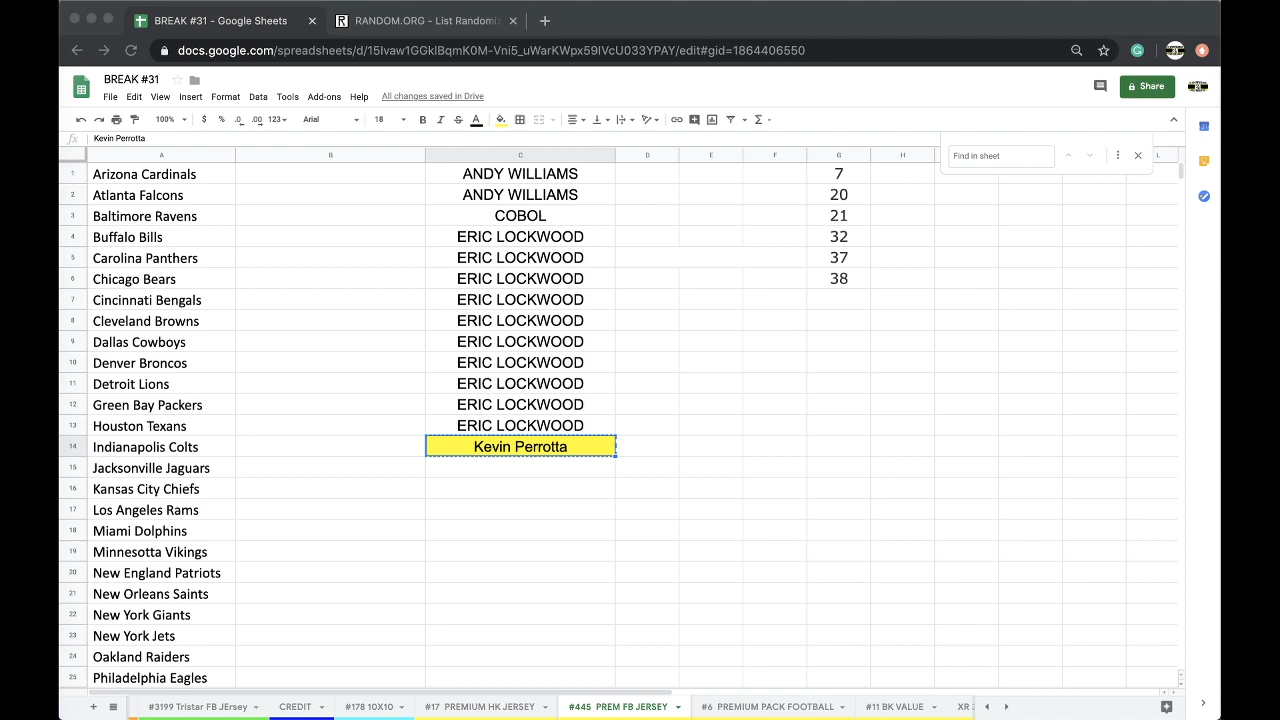 BREAK #31 - Google Sheets
RANDOM.ORG - List Randomiz
docs.google.com/spreadsheets/d/15Ivaw1GGkIBqmK0M-Vni5_uWarKWpx59IVcU033YPAY/edit#gid=1864406550
BREAK #31
File Edit View Insert Format Data Tools Add-ons Help All changes saved in Drive
Share
100% $ % .0 .00 123 Arial 18 B I S A
fx Kevin Perrotta
Find in sheet
A B C D E F G H L
1 Arizona Cardinals ANDY WILLIAMS 7
2 Atlanta Falcons ANDY WILLIAMS 20
3 Baltimore Ravens COBOL 21
4 Buffalo Bills ERIC LOCKWOOD 32
5 Carolina Panthers ERIC LOCKWOOD 37
6 Chicago Bears ERIC LOCKWOOD 38
7 Cincinnati Bengals ERIC LOCKWOOD
8 Cleveland Browns ERIC LOCKWOOD
9 Dallas Cowboys ERIC LOCKWOOD
10 Denver Broncos ERIC LOCKWOOD
11 Detroit Lions ERIC LOCKWOOD
12 Green Bay Packers ERIC LOCKWOOD
13 Houston Texans ERIC LOCKWOOD
14 Indianapolis Colts Kevin Perrotta
15 Jacksonville Jaguars
16 Kansas City Chiefs
17 Los Angeles Rams
18 Miami Dolphins
19 Minnesotta Vikings
20 New England Patriots
21 New Orleans Saints
22 New York Giants
23 New York Jets
24 Oakland Raiders
25 Philadelphia Eagles
#3199 Tristar FB JErsey CREDIT #178 10X10 #17 PREMIUM HK JERSEY #445 PREM FB JERSEY #6 PREMIUM PACK FOOTBALL #11 BK VALUE XR